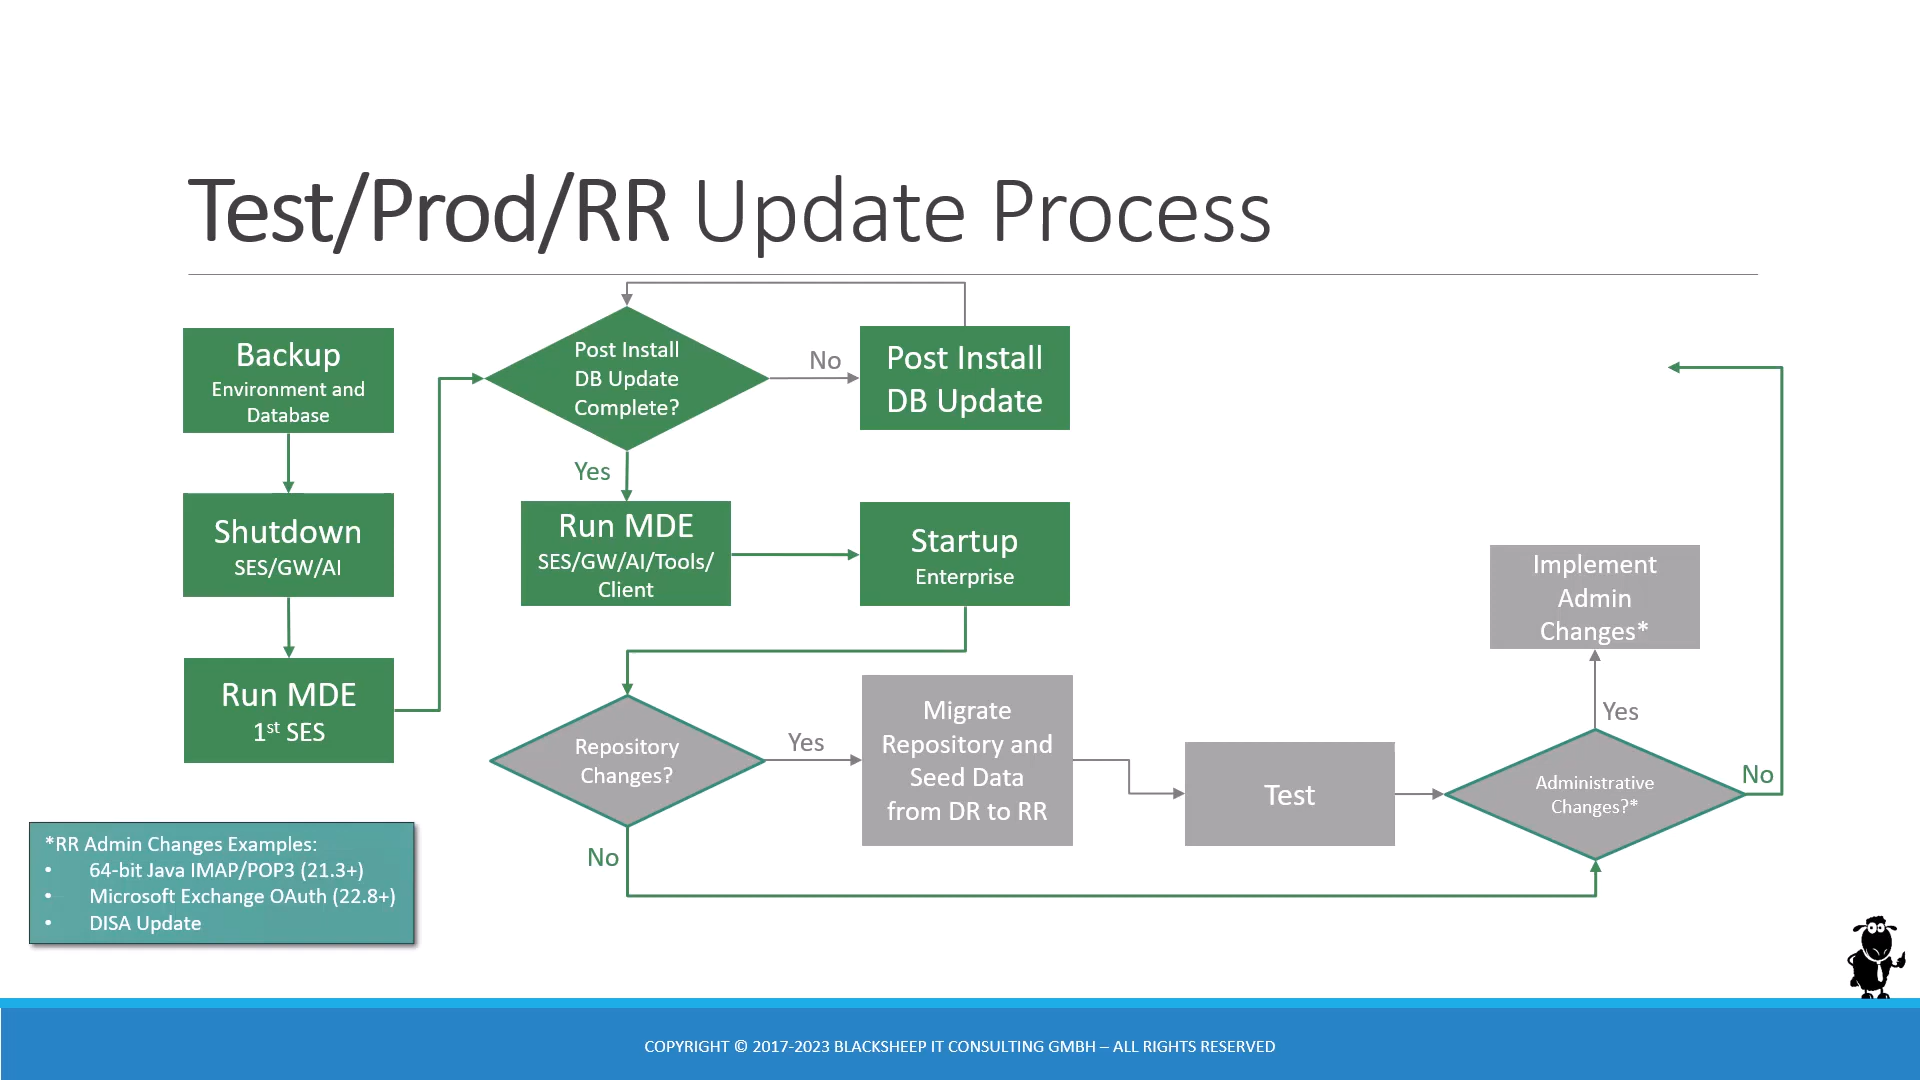 Test/Prod/RR Update Process
Backup
Environment and
Database
Shutdown
SES/GW/AI
Run MDE
1st SES
Post Install
DB Update
Complete?
No
Post Install
DB Update
Yes
Run MDE
SES/GW/AI/Tools/
Client
Startup
Enterprise
Repository
Changes?
Yes
No
Migrate
Repository and
Seed Data
from DR to RR
Test
Administrative
Changes?*
Yes
No
Implement
Admin
Changes*
*RR Admin Changes Examples:
• 64-bit Java IMAP/POP3 (21.3+)
• Microsoft Exchange OAuth (22.8+)
• DISA Update
COPYRIGHT © 2017-2023 BLACKSHEEP IT CONSULTING GMBH – ALL RIGHTS RESERVED